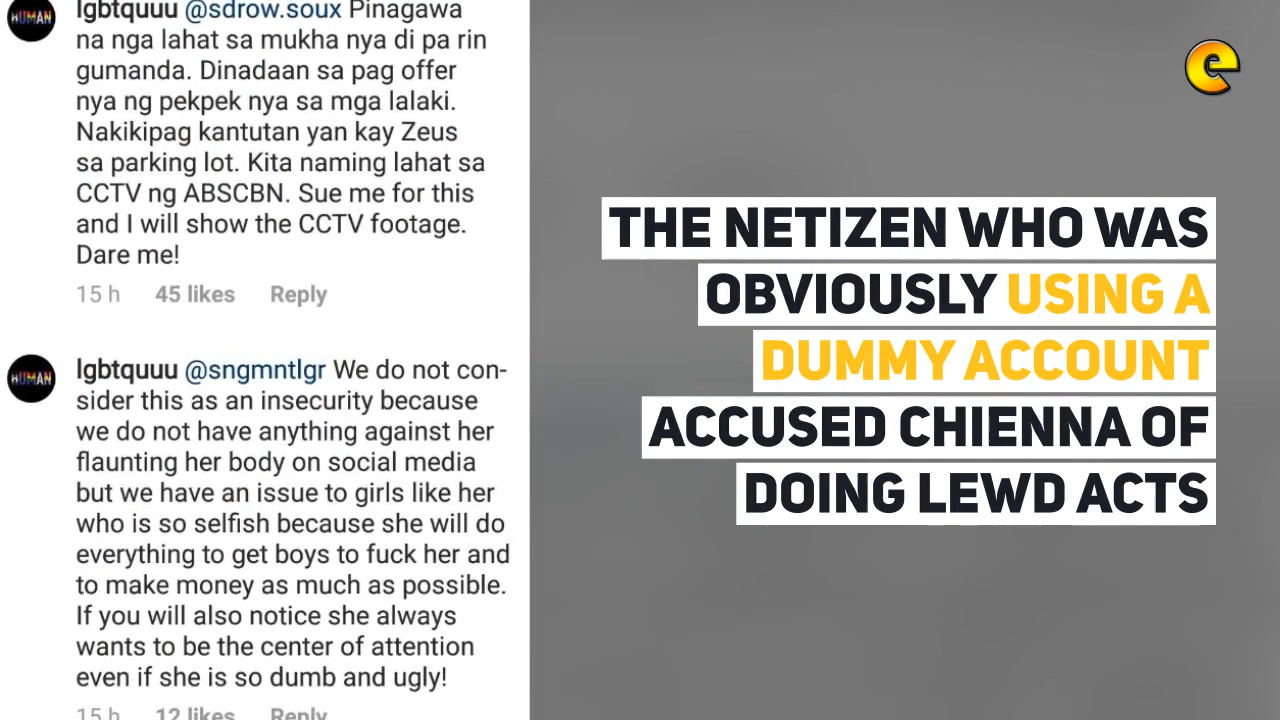 lgbtquuu @sdrow.soux Pinagawa
na nga lahat sa mukha nya di pa rin
gumanda. Dinadaan sa pag offer
nya ng pekpek nya sa mga lalaki.
Nakikipag kantutan yan kay Zeus
sa parking lot. Kita naming lahat sa
CCTV ng ABSCBN. Sue me for this
and I will show the CCTV footage.
Dare me!
15 h 45 likes Reply
HUMAN
lgbtquuu @sngmntlgr We do not con-
sider this as an insecurity because
we do not have anything against her
flaunting her body on social media
but we have an issue to girls like her
who is so selfish because she will do
everything to get boys to fuck her and
to make money as much as possible.
If you will also notice she always
wants to be the center of attention
even if she is so dumb and ugly!
15 h 12 likes Reply
HUMAN
e
THE NETIZEN WHO WAS
OBVIOUSLY USING A
DUMMY ACCOUNT
ACCUSED CHIENNA OF
DOING LEWD ACTS